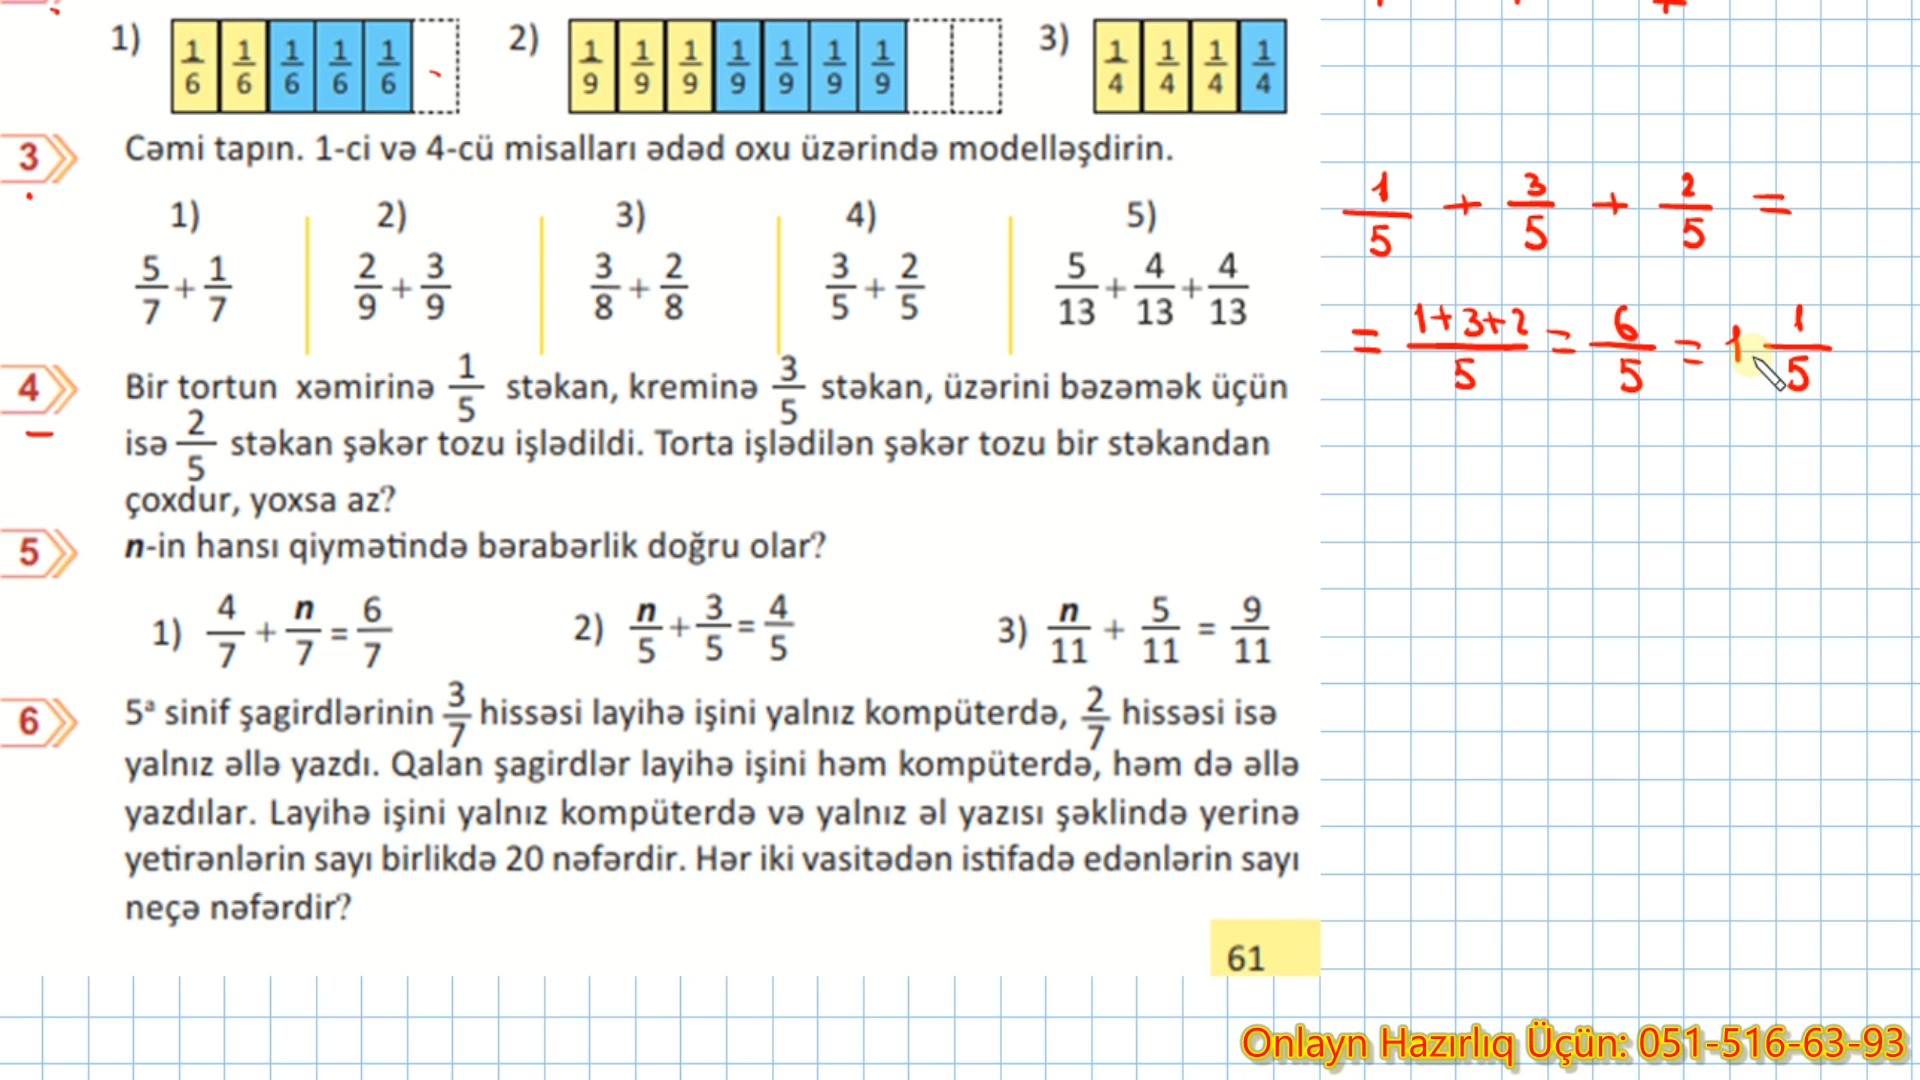 1) 1/6 1/6 1/6 1/6 1/6 2) 1/9 1/9 1/9 1/9 1/9 1/9 1/9 3) 1/4 1/4 1/4 1/4
3 Cəmi tapın. 1-ci və 4-cü misalları ədəd oxu üzərində modelləşdirin.
1) 2) 3) 4) 5)
5/7 + 1/7 2/9 + 3/9 3/8 + 2/8 3/5 + 2/5 5/13 + 4/13 + 4/13
4 Bir tortun xəmirinə 1/5 stəkan, kreminə 3/5 stəkan, üzərini bəzəmək üçün
isə 2/5 stəkan şəkər tozu işlədildi. Torta işlədilən şəkər tozu bir stəkandan
çoxdur, yoxsa az?
5 n-in hansı qiymətində bərabərlik doğru olar?
1) 4/7 + n/7 = 6/7 2) n/5 + 3/5 = 4/5 3) n/11 + 5/11 = 9/11
6 5ª sinif şagirdlərinin 3/7 hissəsi layihə işini yalnız kompüterdə, 2/7 hissəsi isə
yalnız əllə yazdı. Qalan şagirdlər layihə işini həm kompüterdə, həm də əllə
yazdılar. Layihə işini yalnız kompüterdə və yalnız əl yazısı şəklində yerinə
yetirənlərin sayı birlikdə 20 nəfərdir. Hər iki vasitədən istifadə edənlərin sayı
neçə nəfərdir?
61
1/5 + 3/5 + 2/5 =
= 1+3+2/5 = 6/5 = 1 1/5
Onlayn Hazırlıq Üçün: 051-516-63-93